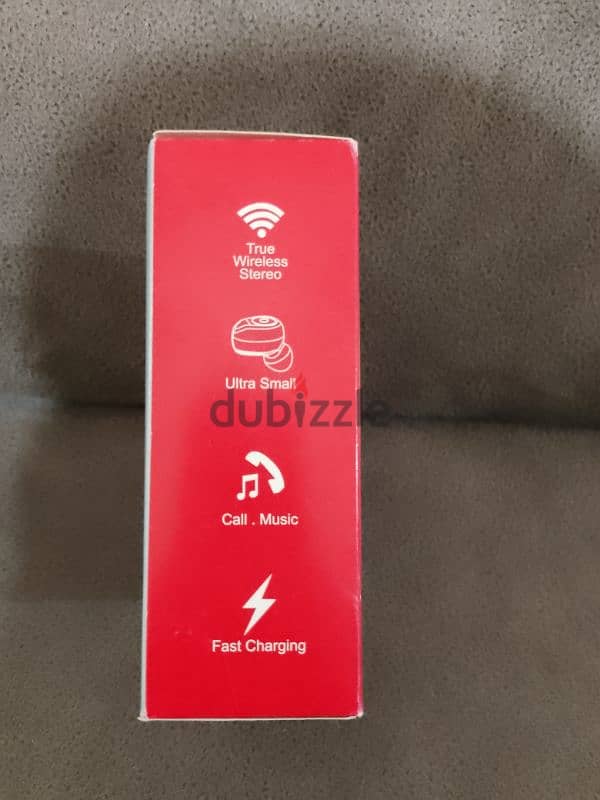 True
Wireless
Stereo
Ultra Small
dubizzle
Call . Music
Fast Charging